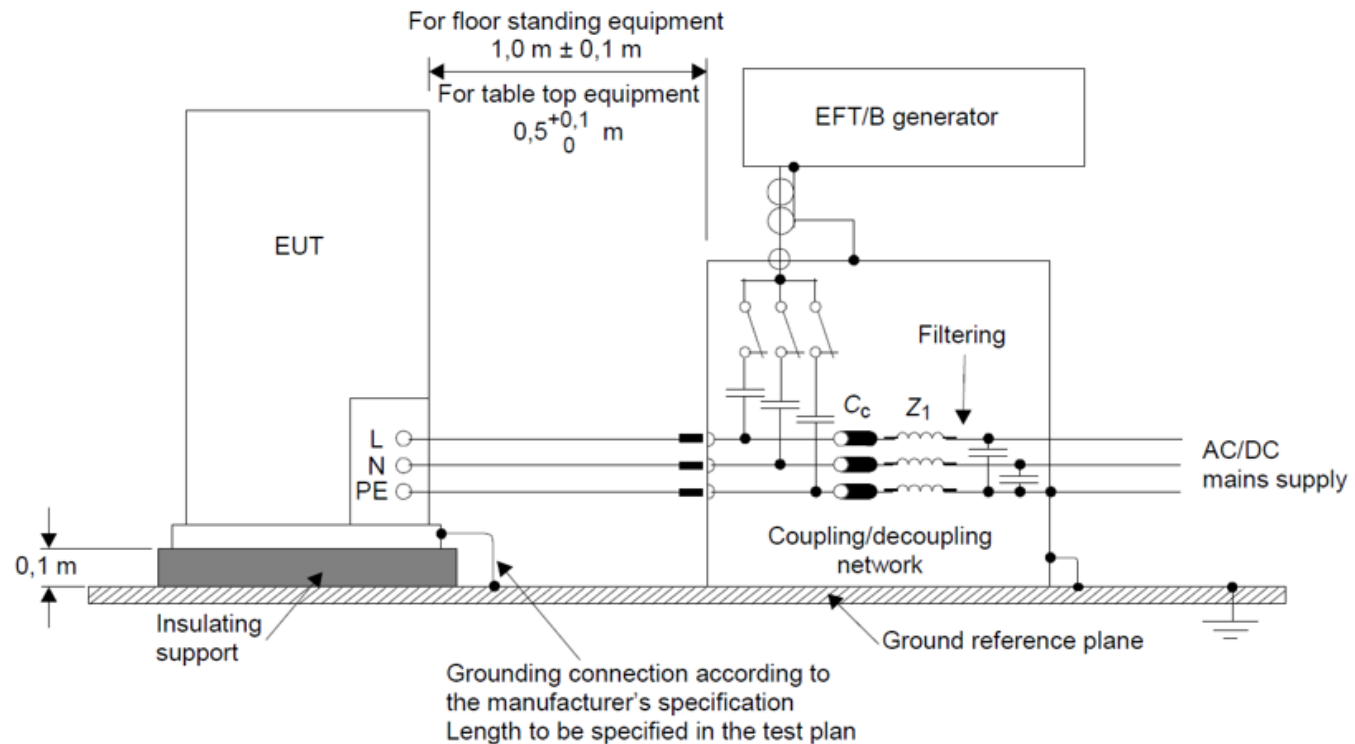 For floor standing equipment
1,0 m ± 0,1 m
For table top equipment
0,5 +0,1 0 m
EFT/B generator
EUT
Filtering
Cc
Z1
L
N
PE
AC/DC
mains supply
Coupling/decoupling
network
0,1 m
Insulating
support
Ground reference plane
Grounding connection according to
the manufacturer's specification
Length to be specified in the test plan